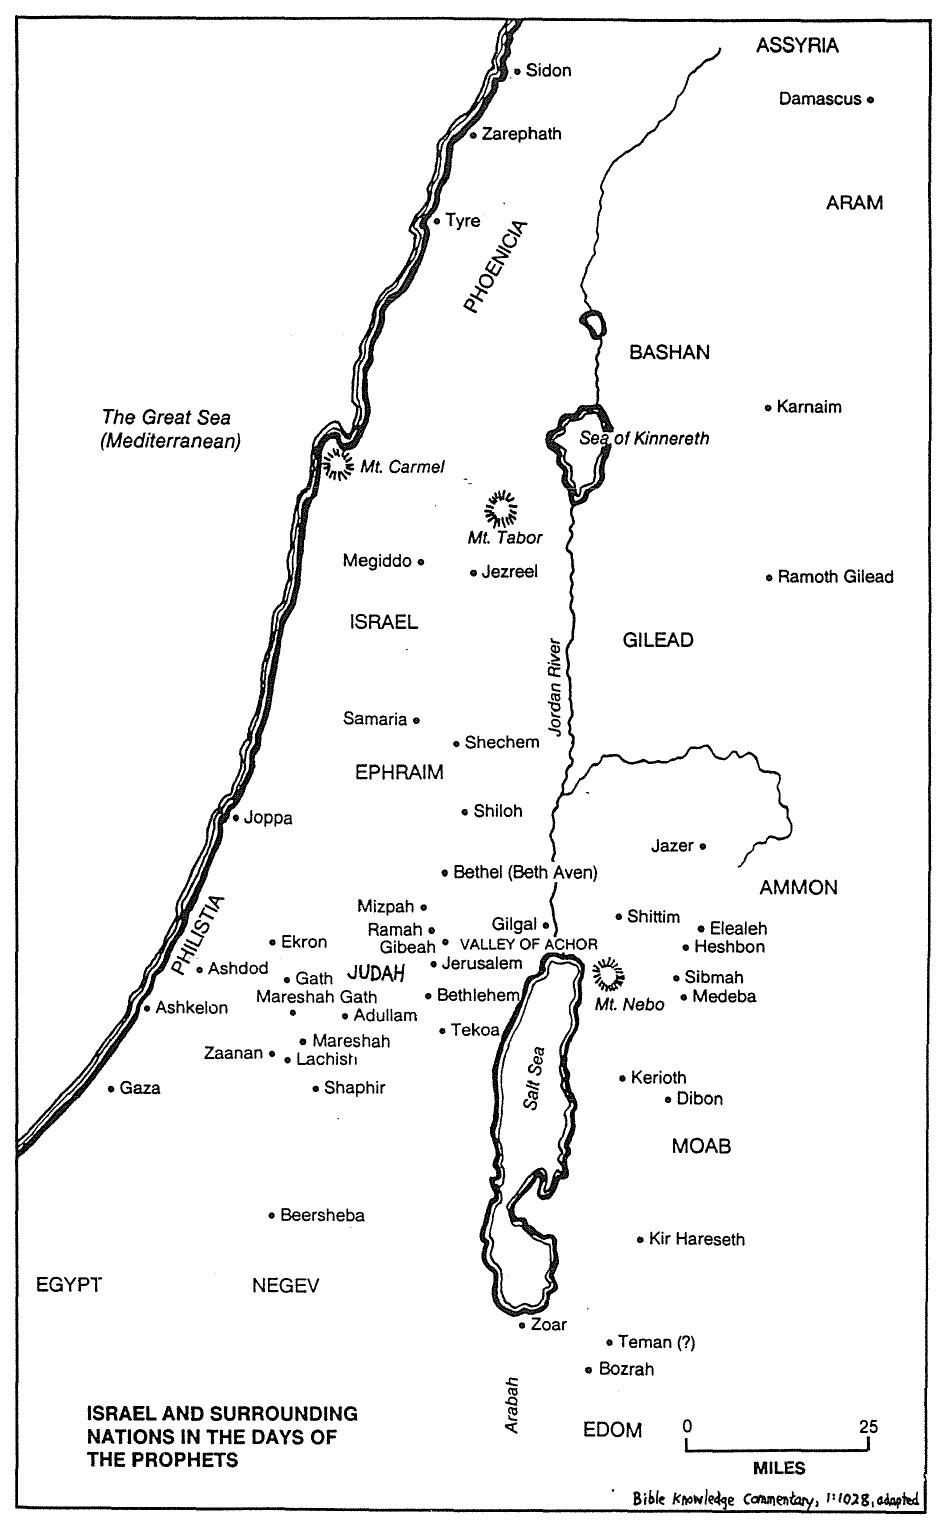 ASSYRIA
Sidon
Damascus
Zarephath
ARAM
Tyre
PHOENICIA
BASHAN
Karnaim
The Great Sea
(Mediterranean)
Sea of Kinnereth
Mt. Carmel
Mt. Tabor
Megiddo
Jezreel
Ramoth Gilead
ISRAEL
GILEAD
Jordan River
Samaria
Shechem
EPHRAIM
Shiloh
Joppa
Jazer
Bethel (Beth Aven)
AMMON
Mizpah
Shittim
Ramah
Gilgal
Elealeh
PHILISTIA
Ekron
Gibeah
VALLEY OF ACHOR
Heshbon
Ashdod
JUDAH
Jerusalem
Gath
Sibmah
Mareshah Gath
Bethlehem
Mt. Nebo
Medeba
Ashkelon
Adullam
Tekoa
Mareshah
Zaanan
Lachish
Salt Sea
Gaza
Shaphir
Kerioth
Dibon
MOAB
Beersheba
Kir Hareseth
EGYPT
NEGEV
Zoar
Teman (?)
Bozrah
Arabah
EDOM
ISRAEL AND SURROUNDING
NATIONS IN THE DAYS OF
THE PROPHETS
0 25
MILES
Bible Knowledge Commentary, 1:1028, adapted